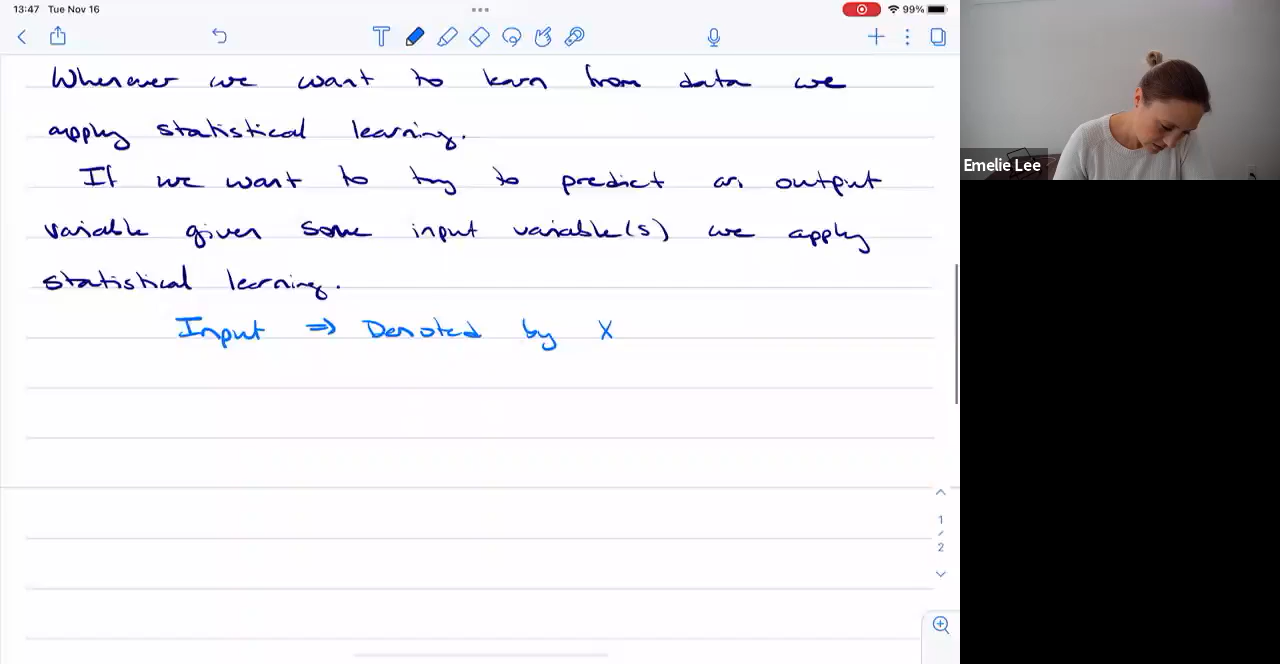 13:47 Tue Nov 16
99%
Whenever we want to learn from data we
apply statistical learning.
If we want to try to predict an output
variable given some input variable(s) we apply
statistical learning.
Input ⇒ Denoted by X
Emelie Lee
1
/
2